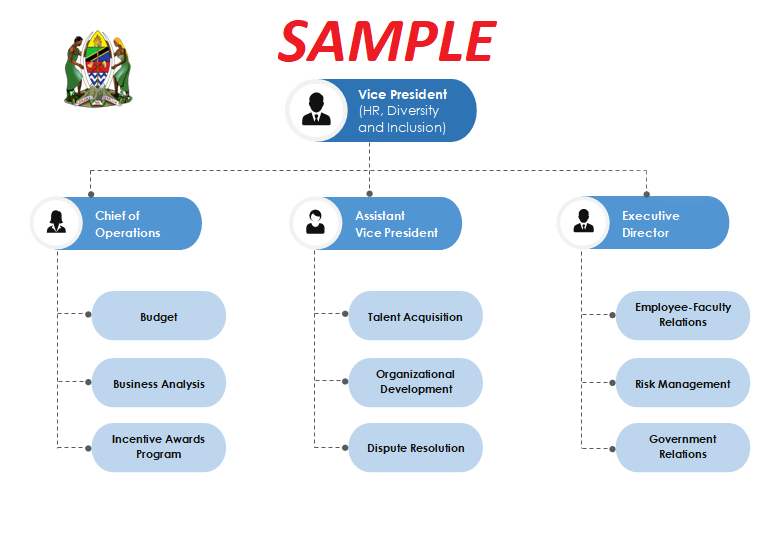 SAMPLE
Vice President
(HR, Diversity
and Inclusion)
Chief of
Operations
Assistant
Vice President
Executive
Director
Budget
Business Analysis
Incentive Awards
Program
Talent Acquisition
Organizational
Development
Dispute Resolution
Employee-Faculty
Relations
Risk Management
Government
Relations